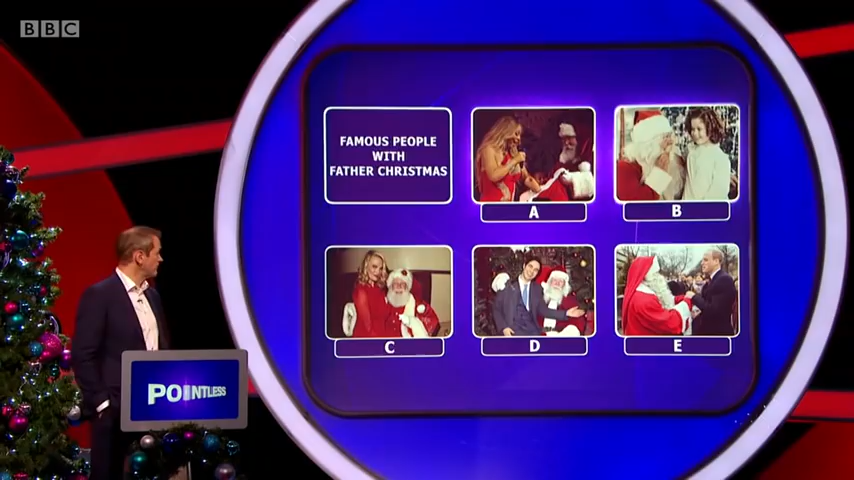 BBC
FAMOUS PEOPLE
WITH
FATHER CHRISTMAS
A
B
C
D
E
POINTLESS